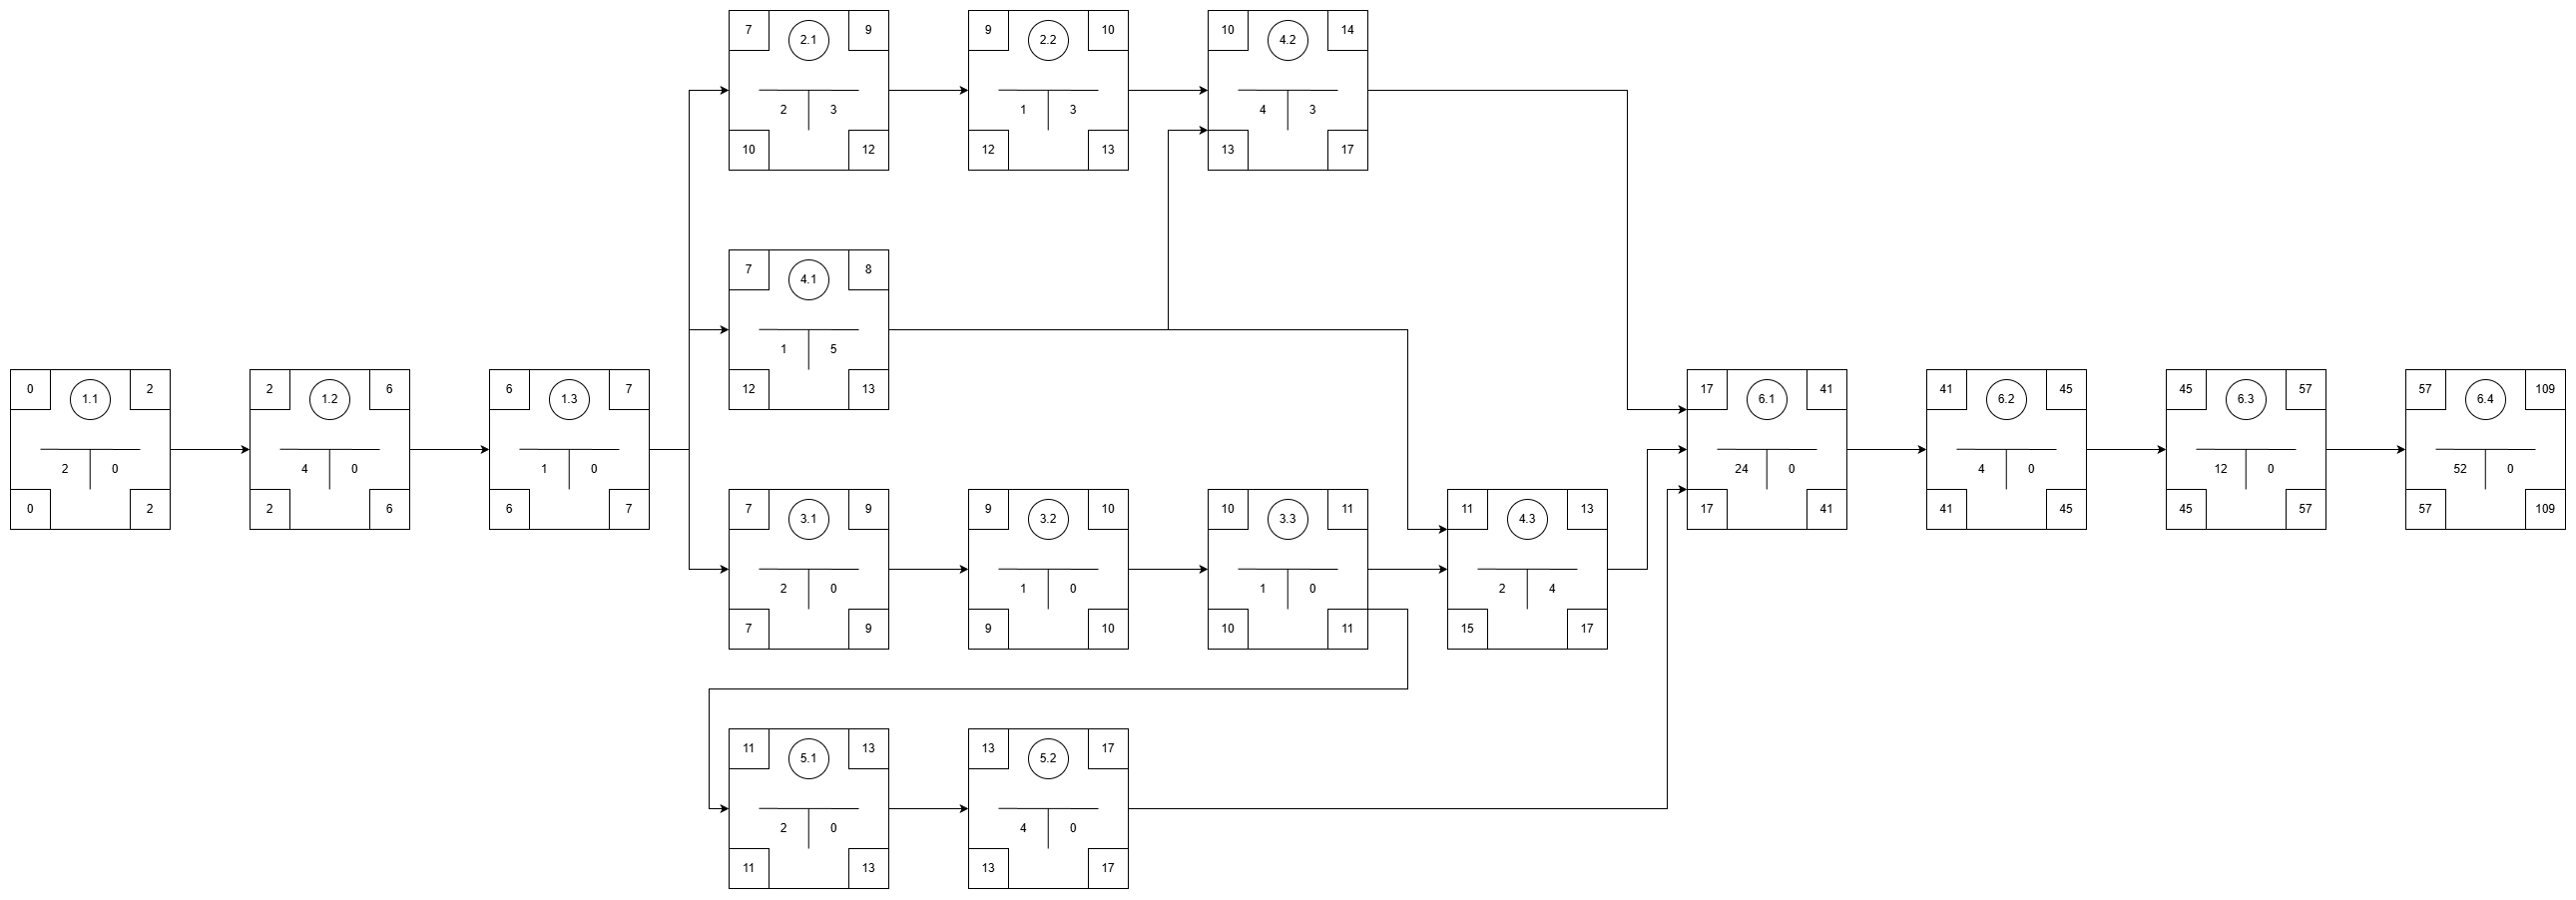 7 2.1 9
2 3
10 12
9 2.2 10
1 3
12 13
10 4.2 14
4 3
13 17
7 4.1 8
1 5
12 13
0 1.1 2
2 0
0 2
2 1.2 6
4 0
2 6
6 1.3 7
1 0
6 7
7 3.1 9
2 0
7 9
9 3.2 10
1 0
9 10
10 3.3 11
1 0
10 11
11 4.3 13
2 4
15 17
11 5.1 13
2 0
11 13
13 5.2 17
4 0
13 17
17 6.1 41
24 0
17 41
41 6.2 45
4 0
41 45
45 6.3 57
12 0
45 57
57 6.4 109
52 0
57 109